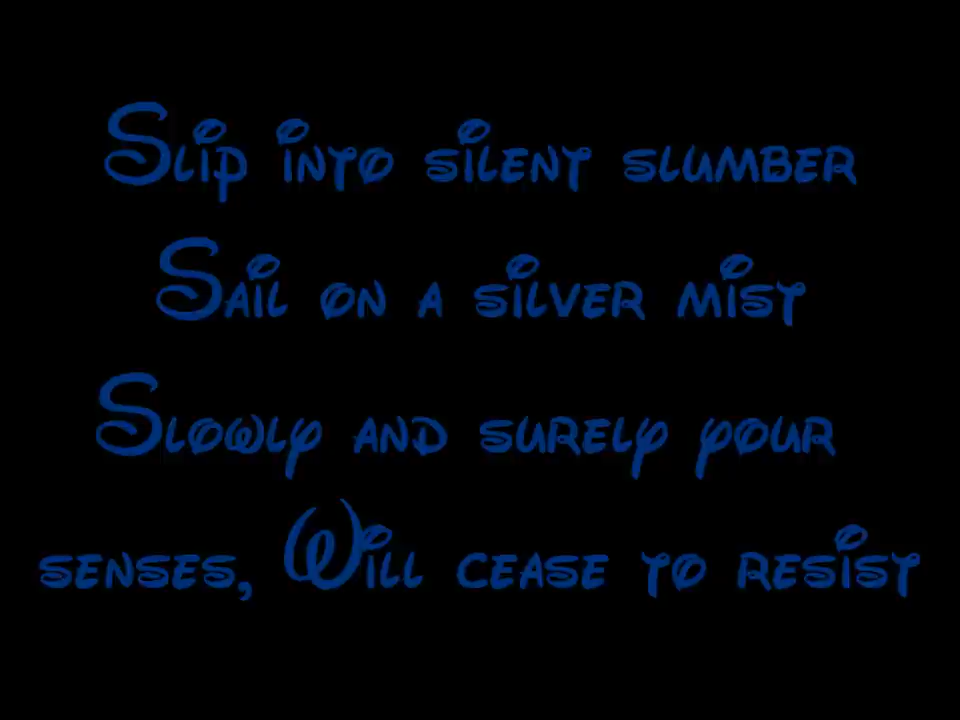 Slip into silent slumber
Sail on a silver mist
Slowly and surely your
senses, Will cease to resist